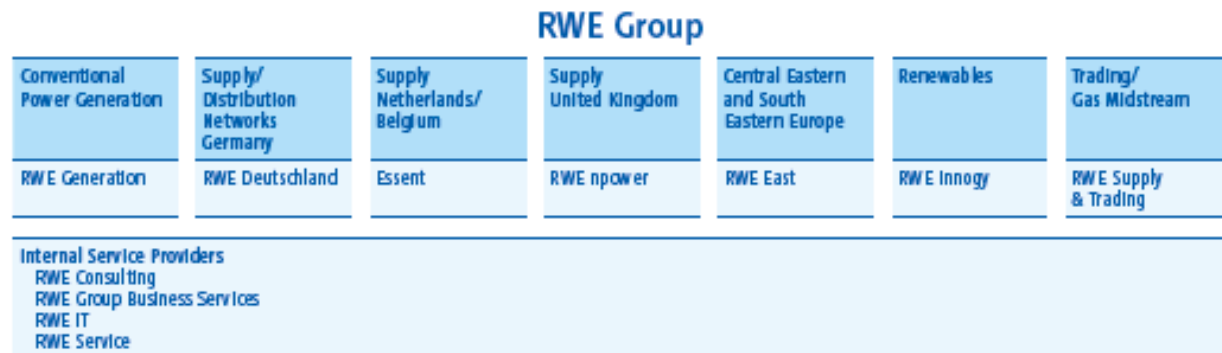 RWE Group
Conventional
Power Generation
Supply/
Distribution
Networks
Germany
Supply
Netherlands/
Belgium
Supply
United Kingdom
Central Eastern
and South
Eastern Europe
Renewables
Trading/
Gas Midstream
RWE Generation
RWE Deutschland
Essent
RWE npower
RWE East
RWE Innogy
RWE Supply
& Trading
Internal Service Providers
RWE Consulting
RWE Group Business Services
RWE IT
RWE Service